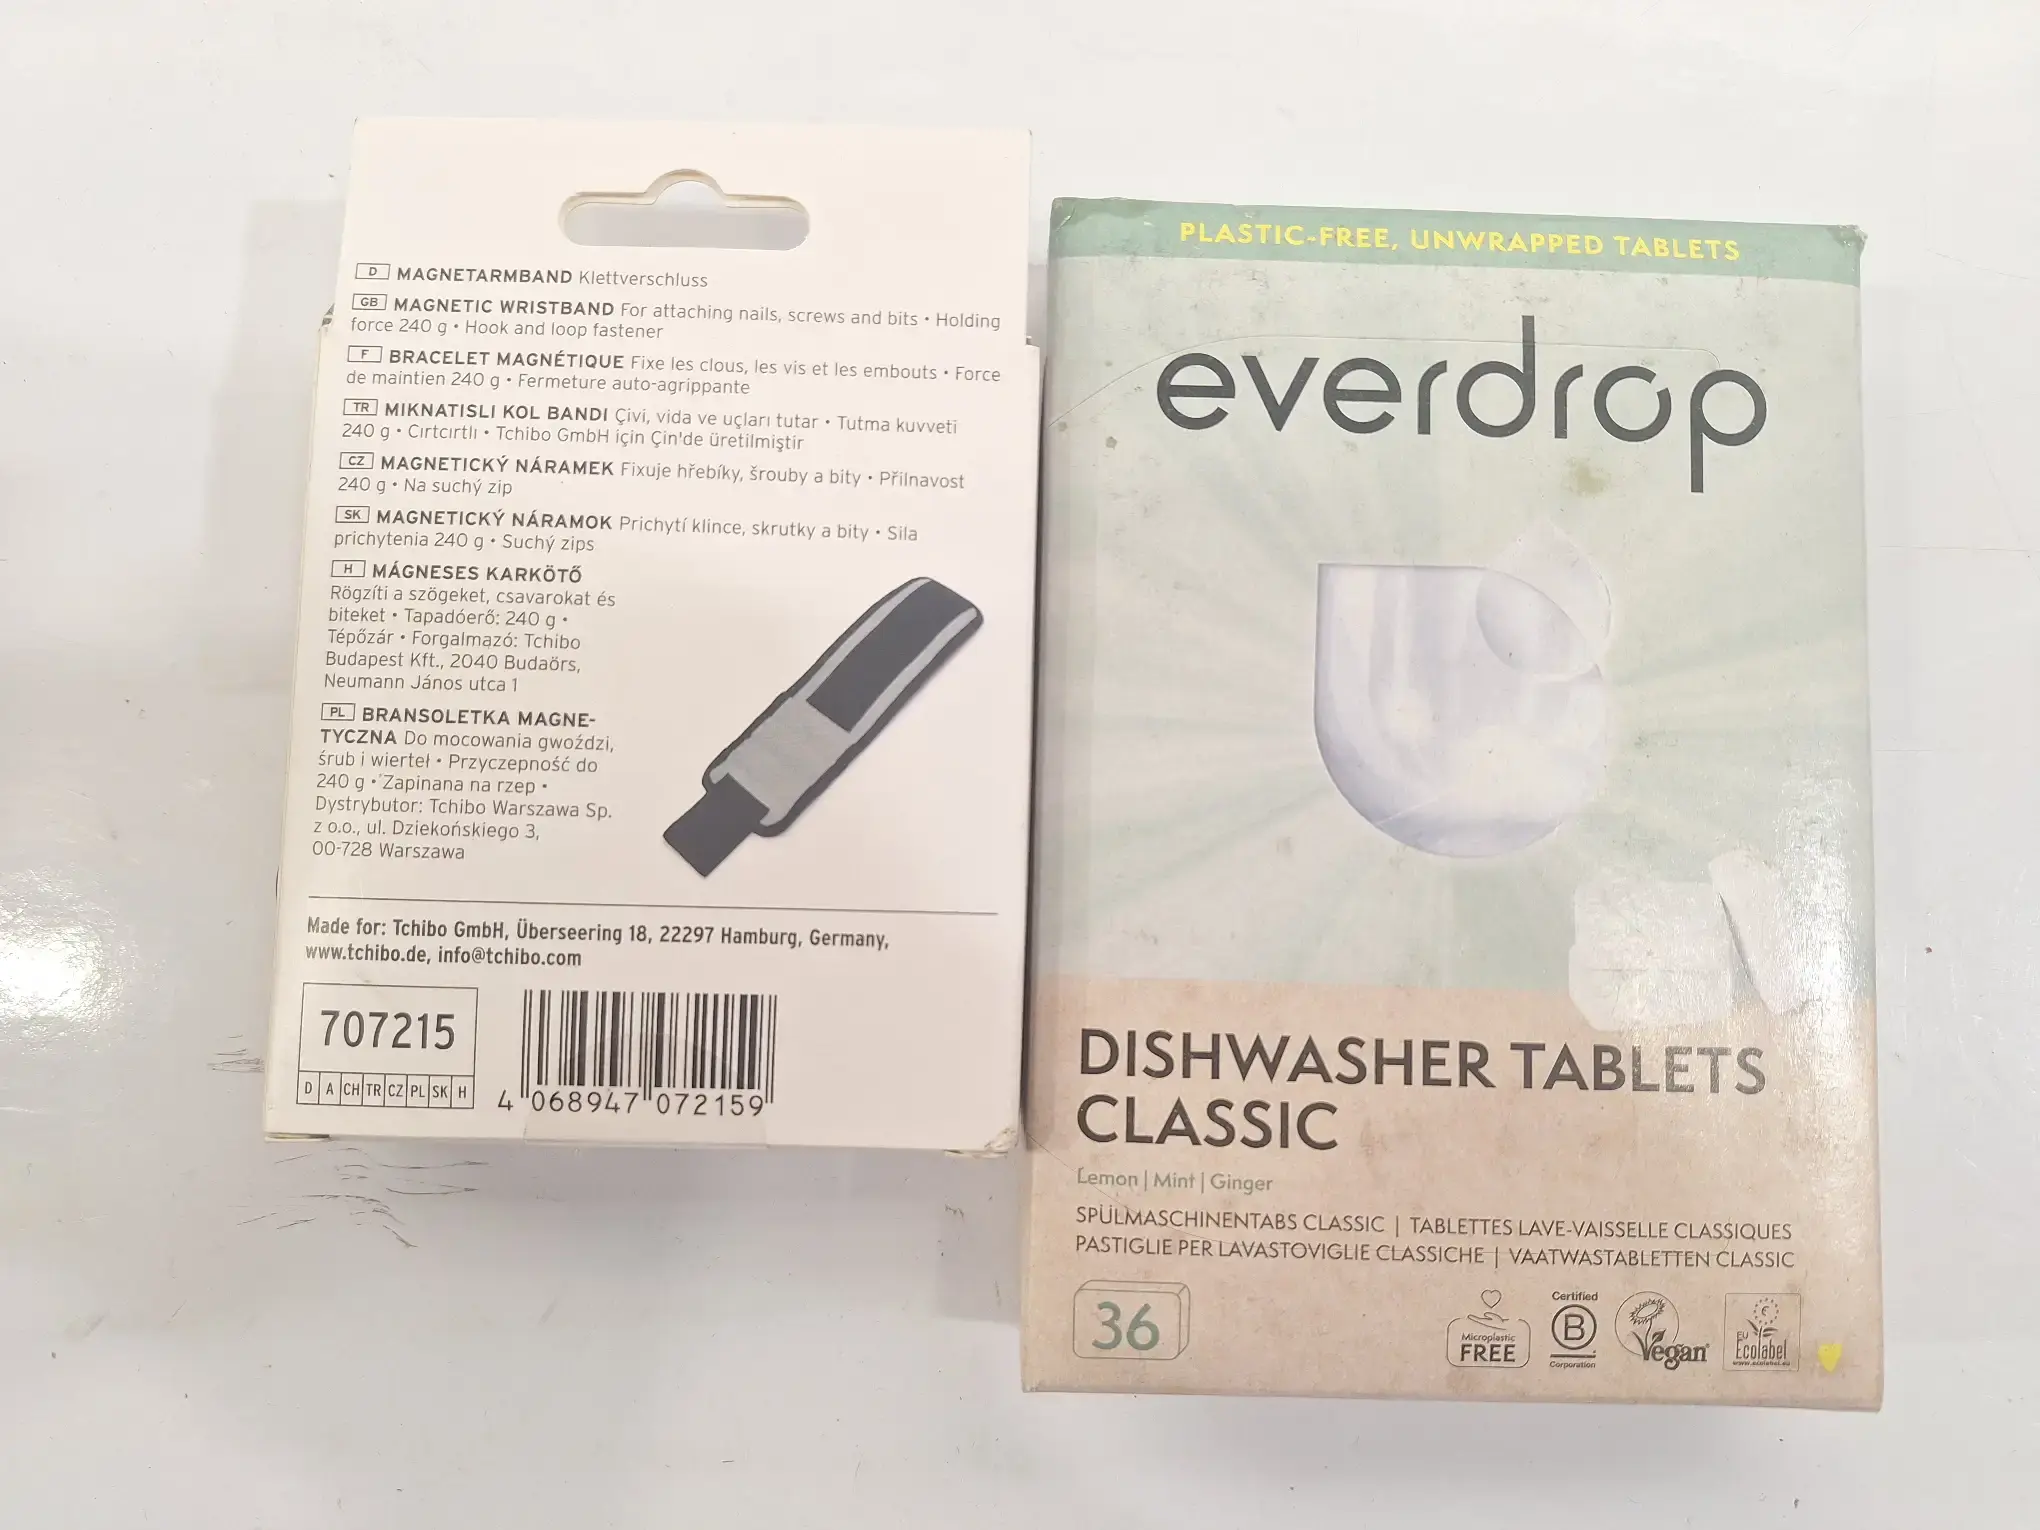 D MAGNETARMBAND Klettverschluss
GB MAGNETIC WRISTBAND For attaching nails, screws and bits • Holding
force 240 g • Hook and loop fastener
F BRACELET MAGNÉTIQUE Fixe les clous, les vis et les embouts • Force
de maintien 240 g • Fermeture auto-agrippante
TR MIKNATISLI KOL BANDI Çivi, vida ve uçları tutar • Tutma kuvveti
240 g • Cırtcırtlı • Tchibo GmbH için Çin'de üretilmiştir
CZ MAGNETICKÝ NÁRAMEK Fixuje hřebíky, šrouby a bity • Přilnavost
240 g • Na suchý zip
SK MAGNETICKÝ NÁRAMOK Prichytí klince, skrutky a bity • Sila
prichytenia 240 g • Suchý zips
H MÁGNESES KARKÖTŐ
Rögzíti a szögeket, csavarokat és
biteket • Tapadóerő: 240 g •
Tépőzár • Forgalmazó: Tchibo
Budapest Kft., 2040 Budaörs,
Neumann János utca 1
PL BRANSOLETKA MAGNE-
TYCZNA Do mocowania gwoździ,
śrub i wierteł • Przyczepność do
240 g • Zapinana na rzep •
Dystrybutor: Tchibo Warszawa Sp.
z o.o., ul. Dziekońskiego 3,
00-728 Warszawa
Made for: Tchibo GmbH, Überseering 18, 22297 Hamburg, Germany,
www.tchibo.de, info@tchibo.com
707215
D A CH TR CZ PL SK H
4 068947 072159
PLASTIC-FREE, UNWRAPPED TABLETS
everdrop
DISHWASHER TABLETS
CLASSIC
Lemon | Mint | Ginger
SPÜLMASCHINENTABS CLASSIC | TABLETTES LAVE-VAISSELLE CLASSIQUES
PASTIGLIE PER LAVASTOVIGLIE CLASSICHE | VAATWASTABLETTEN CLASSIC
36
Microplastic
FREE
Certified
B
Corporation
Vegan
EU
Ecolabel
www.ecolabel.eu